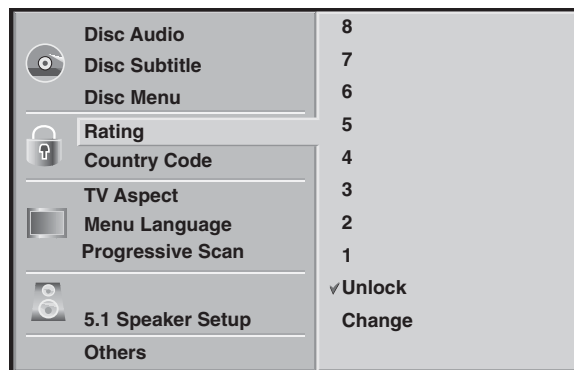 Disc Audio
Disc Subtitle
Disc Menu
Rating
Country Code
TV Aspect
Menu Language
Progressive Scan
5.1 Speaker Setup
Others
8
7
6
5
4
3
2
1
Unlock
Change